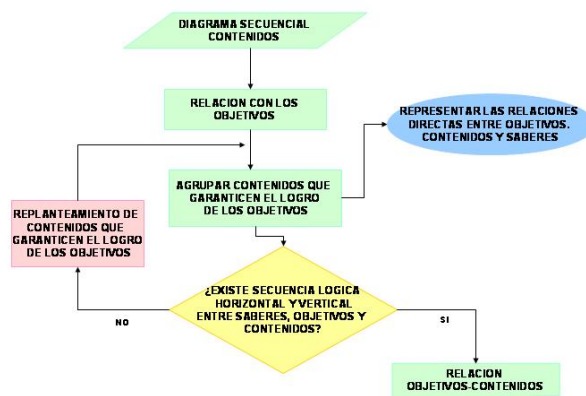 DIAGRAMA SECUENCIAL
CONTENIDOS
RELACION CON LOS
OBJETIVOS
REPRESENTAR LAS RELACIONES
DIRECTAS ENTRE OBJETIVOS.
CONTENIDOS Y SABERES
AGRUPAR CONTENIDOS QUE
GARANTICEN EL LOGRO
DE LOS OBJETIVOS
REPLANTEAMIENTO DE
CONTENIDOS QUE
GARANTICEN EL LOGRO
DE LOS OBJETIVOS
¿EXISTE SECUENCIA LOGICA
HORIZONTAL Y VERTICAL
ENTRE SABERES, OBJETIVOS Y
CONTENIDOS?
NO
SI
RELACION
OBJETIVOS-CONTENIDOS